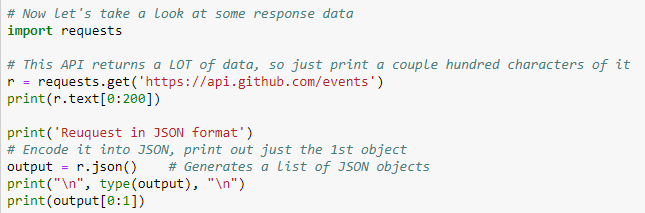 # Now let's take a look at some response data
import requests
# This API returns a LOT of data, so just print a couple hundred characters of it
r = requests.get('https://api.github.com/events')
print(r.text[0:200])
print('Reuquest in JSON format')
# Encode it into JSON, print out just the 1st object
output = r.json()    # Generates a list of JSON objects
print("\n", type(output), "\n")
print(output[0:1])